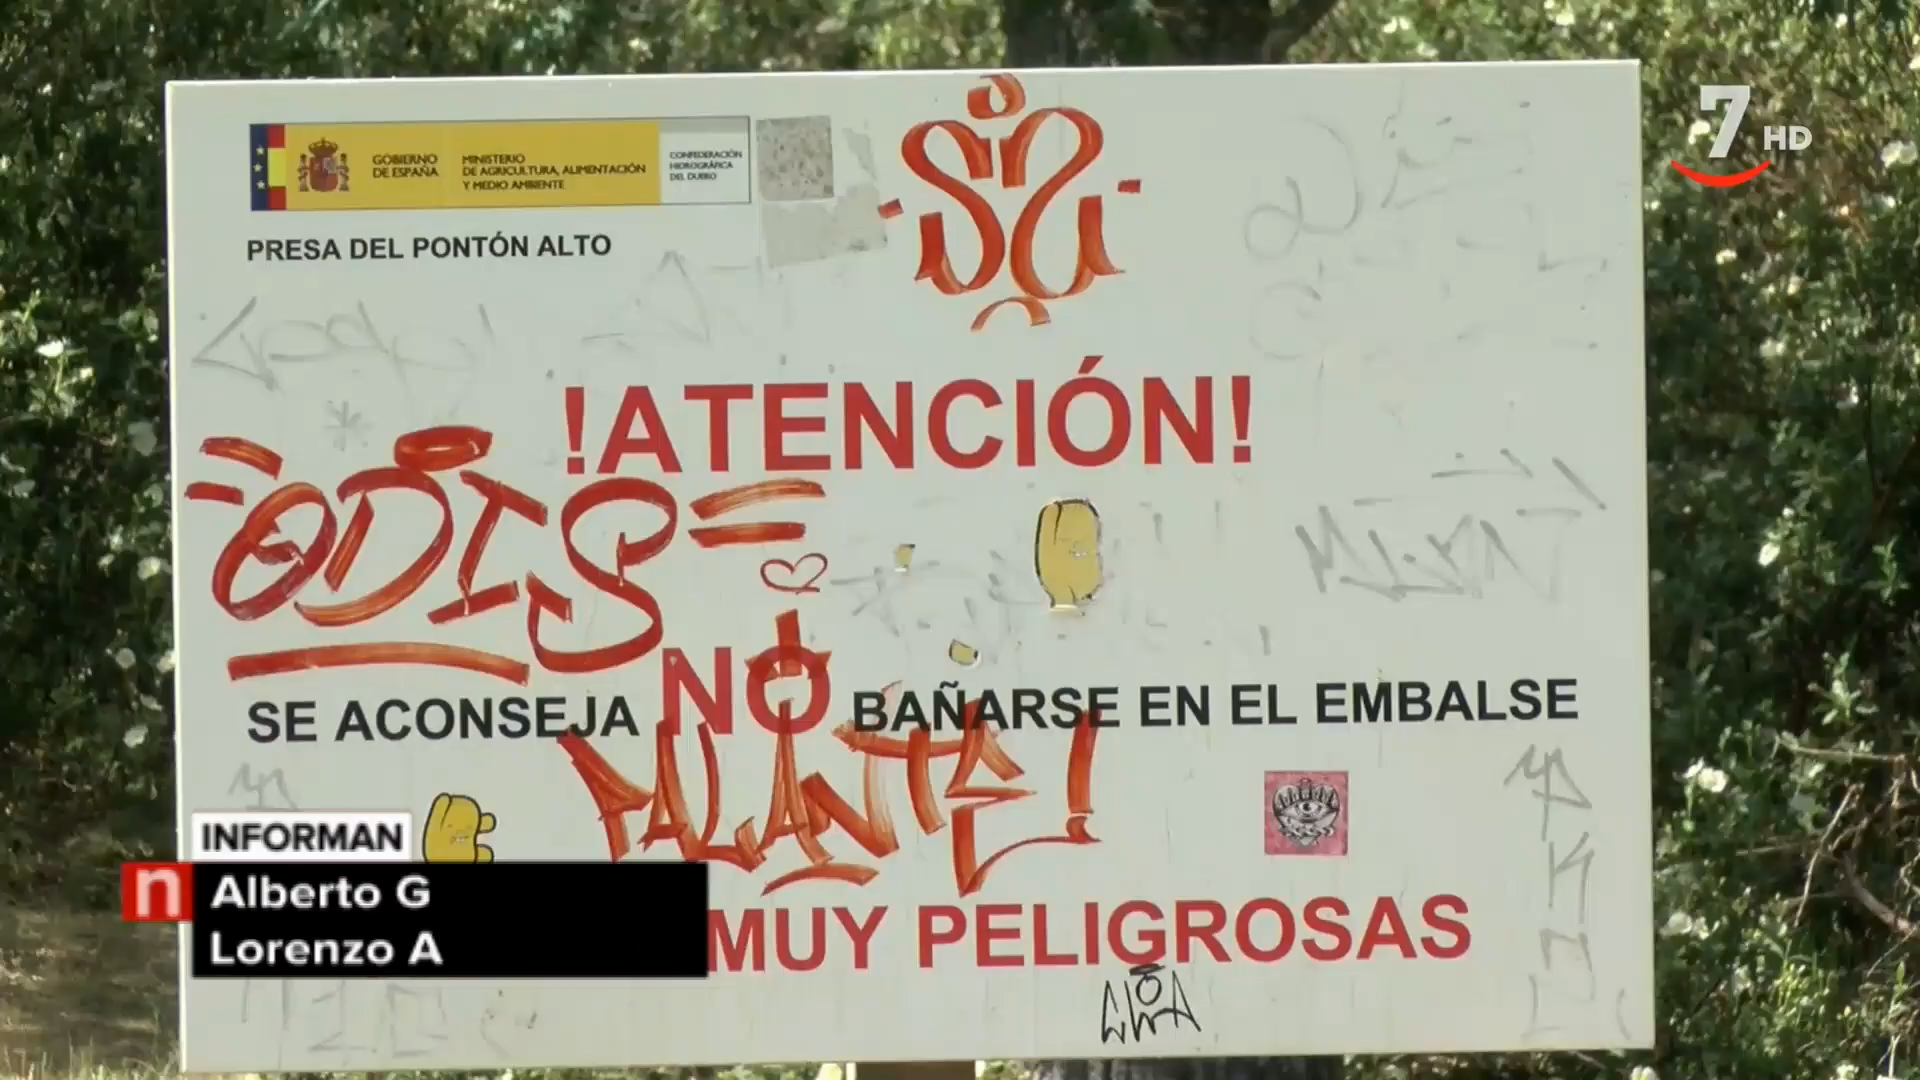 7 HD
GOBIERNO
DE ESPAÑA
MINISTERIO
DE AGRICULTURA, ALIMENTACIÓN
Y MEDIO AMBIENTE
CONFEDERACIÓN
HIDROGRÁFICA
DEL DUERO
PRESA DEL PONTÓN ALTO
!ATENCIÓN!
ODIS
SE ACONSEJA NO BAÑARSE EN EL EMBALSE
PALANTE!
INFORMAN
n Alberto G
Lorenzo A
MUY PELIGROSAS